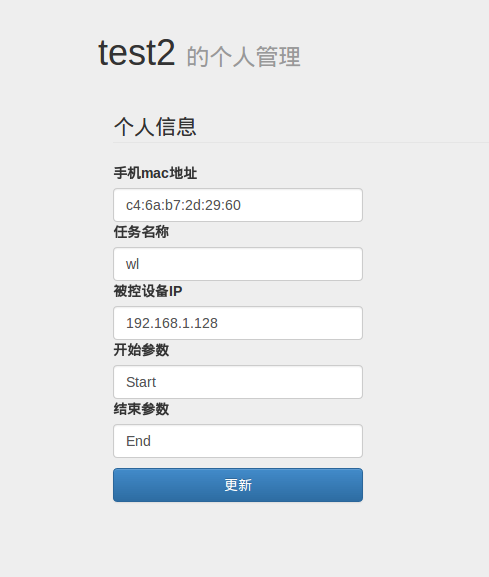 test2 的个人管理
个人信息
手机mac地址
c4:6a:b7:2d:29:60
任务名称
wl
被控设备IP
192.168.1.128
开始参数
Start
结束参数
End
更新